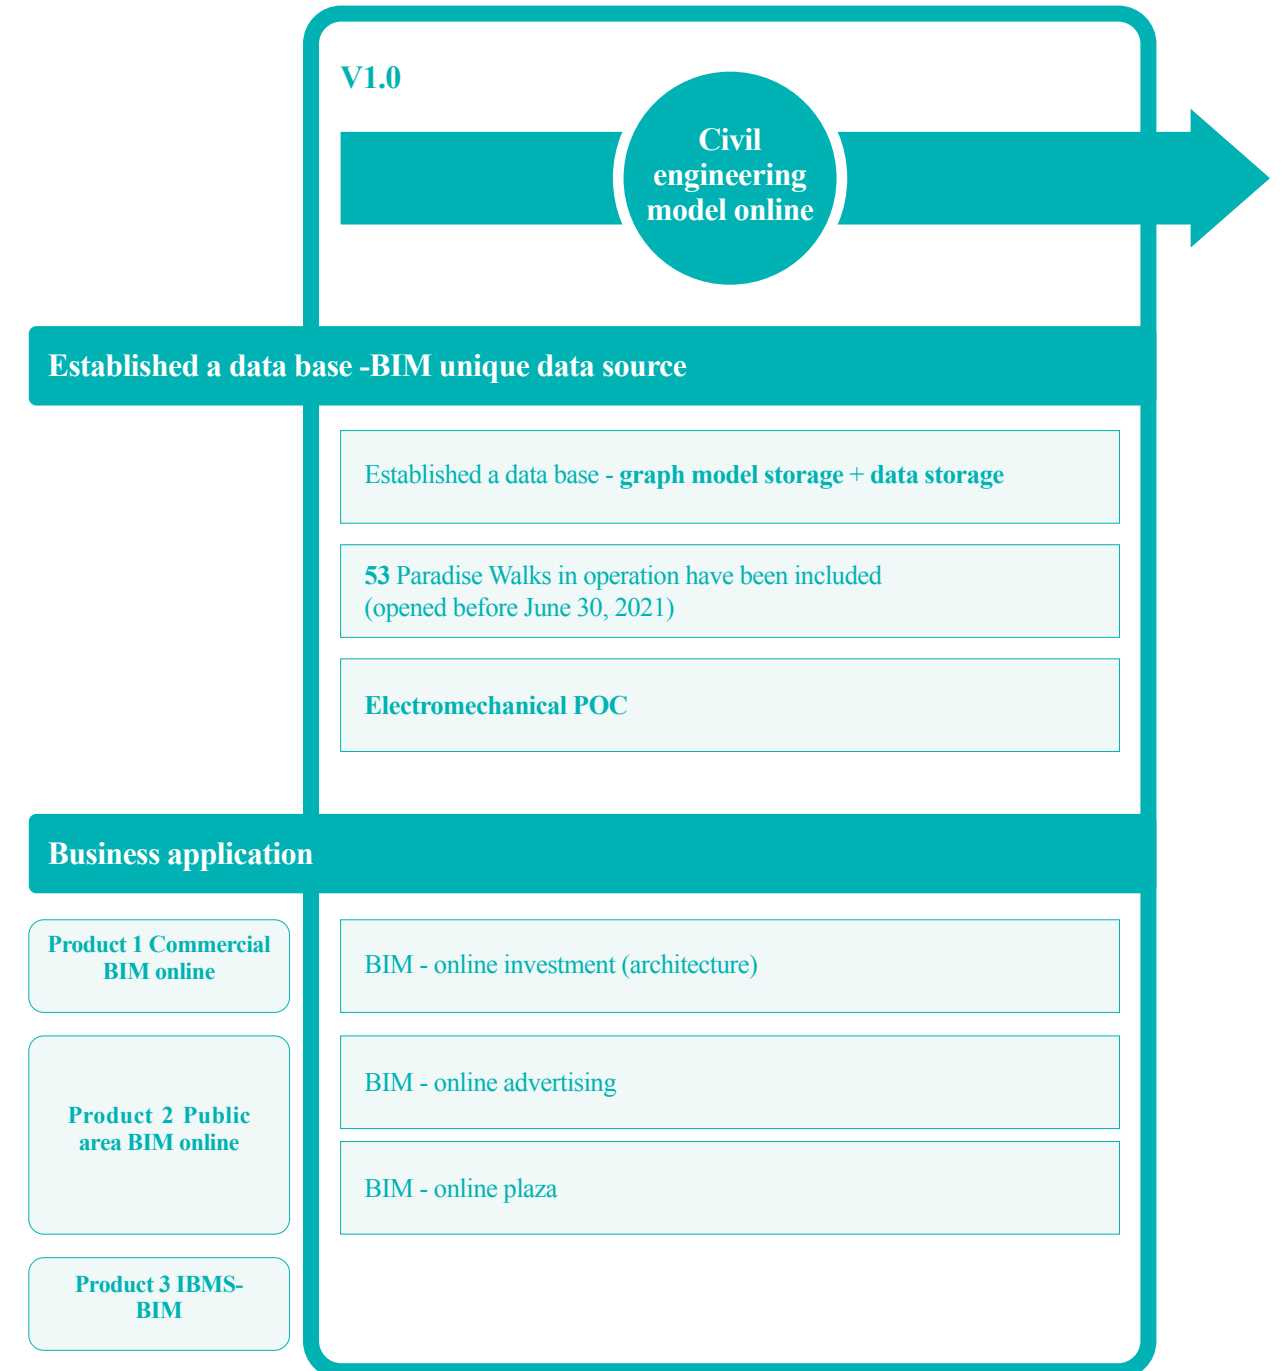 V1.0
Civil
engineering
model online
Established a data base -BIM unique data source
Established a data base - graph model storage + data storage
53 Paradise Walks in operation have been included
(opened before June 30, 2021)
Electromechanical POC
Business application
Product 1 Commercial
BIM online
BIM - online investment (architecture)
Product 2 Public
area BIM online
BIM - online advertising
BIM - online plaza
Product 3 IBMS-
BIM